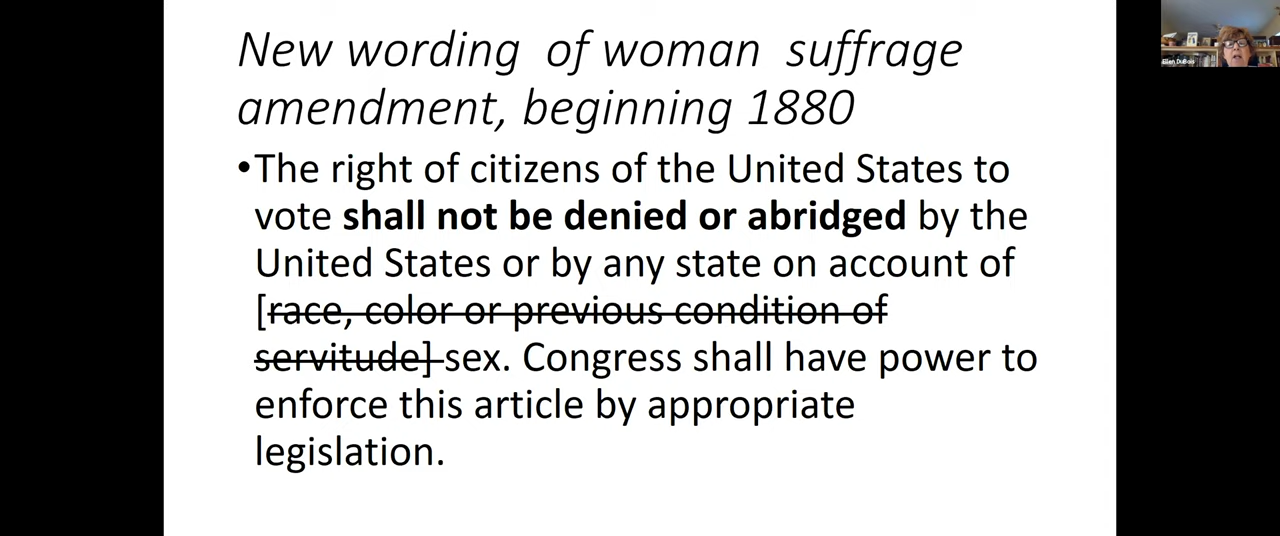 New wording of woman suffrage
amendment, beginning 1880
•The right of citizens of the United States to
vote shall not be denied or abridged by the
United States or by any state on account of
[race, color or previous condition of
servitude] sex. Congress shall have power to
enforce this article by appropriate
legislation.
Ellen DuBois